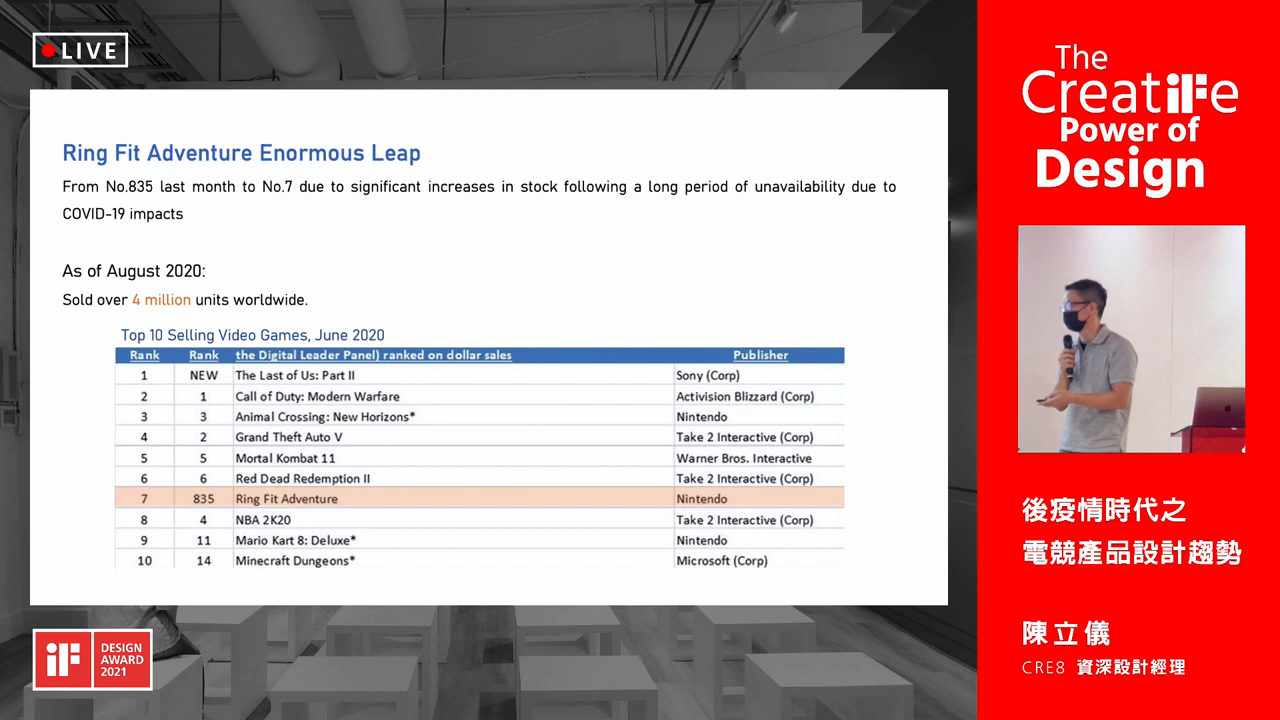 LIVE
Ring Fit Adventure Enormous Leap
From No.835 last month to No.7 due to significant increases in stock following a long period of unavailability due to
COVID-19 impacts
As of August 2020:
Sold over 4 million units worldwide.
Top 10 Selling Video Games, June 2020
Rank Rank the Digital Leader Panel) ranked on dollar sales Publisher
1 NEW The Last of Us: Part II Sony (Corp)
2 1 Call of Duty: Modern Warfare Activision Blizzard (Corp)
3 3 Animal Crossing: New Horizons* Nintendo
4 2 Grand Theft Auto V Take 2 Interactive (Corp)
5 5 Mortal Kombat 11 Warner Bros. Interactive
6 6 Red Dead Redemption II Take 2 Interactive (Corp)
7 835 Ring Fit Adventure Nintendo
8 4 NBA 2K20 Take 2 Interactive (Corp)
9 11 Mario Kart 8: Deluxe* Nintendo
10 14 Minecraft Dungeons* Microsoft (Corp)
iF
DESIGN
AWARD
2021
The
CreatiFe
Power of
Design
後疫情時代之
電競產品設計趨勢
陳立儀
CRE8 資深設計經理